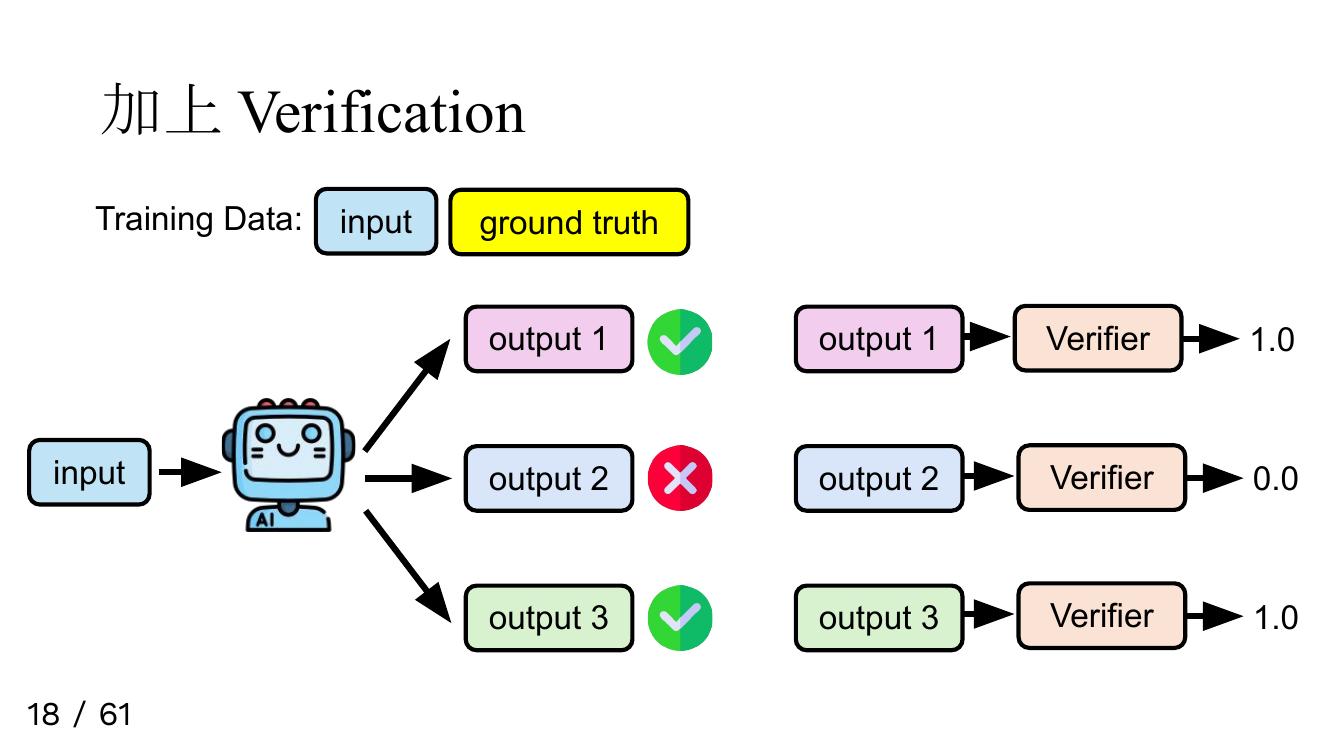 加上 Verification
Training Data: input ground truth
output 1 output 1 Verifier 1.0
input AI output 2 output 2 Verifier 0.0
output 3 output 3 Verifier 1.0
18 / 61